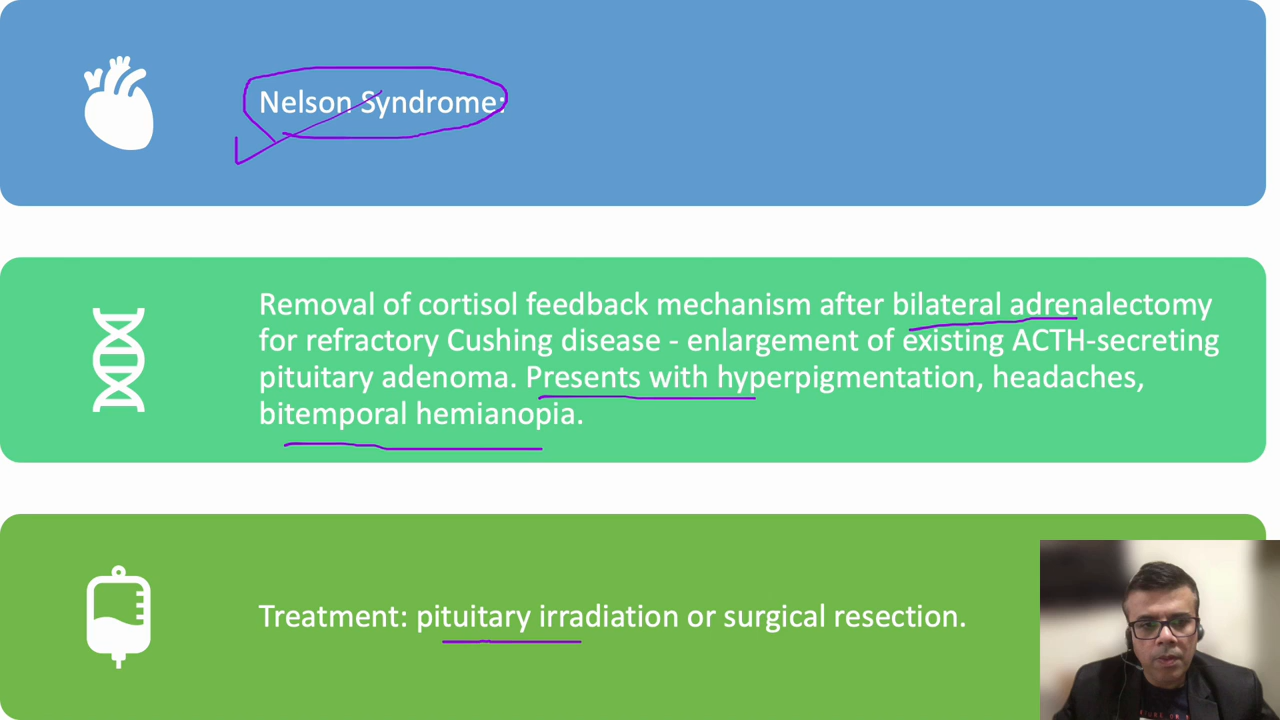 Nelson Syndrome:
Removal of cortisol feedback mechanism after bilateral adrenalectomy
for refractory Cushing disease - enlargement of existing ACTH-secreting
pituitary adenoma. Presents with hyperpigmentation, headaches,
bitemporal hemianopia.
Treatment: pituitary irradiation or surgical resection.